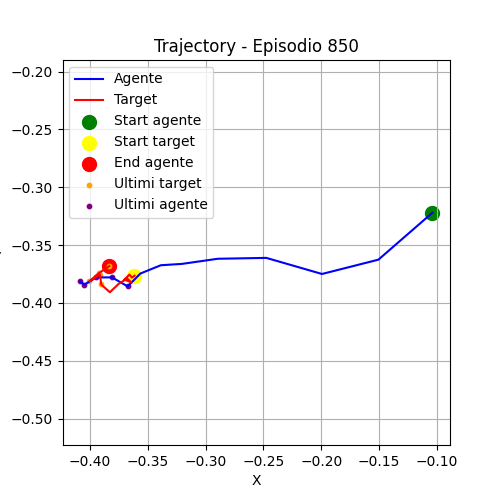 Trajectory - Episodio 850
Agente
Target
Start agente
Start target
End agente
Ultimi target
Ultimi agente
−0.20
−0.25
−0.30
−0.35
−0.40
−0.45
−0.50
−0.40 −0.35 −0.30 −0.25 −0.20 −0.15 −0.10
X